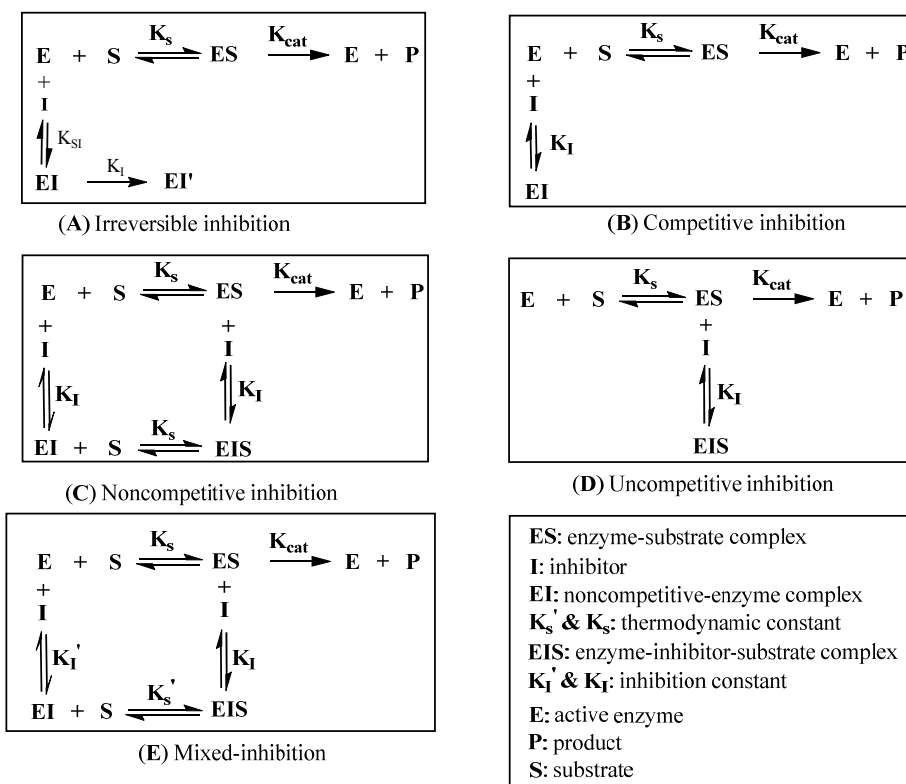 K_s K_cat
E + S ES E + P
+
I
K_SI
K_I
EI EI'
(A) Irreversible inhibition
K_s K_cat
E + S ES E + P
+
I
K_I
EI
(B) Competitive inhibition
K_s K_cat
E + S ES E + P
+ +
I I
K_I K_I
K_s
EI + S EIS
(C) Noncompetitive inhibition
K_s K_cat
E + S ES E + P
+
I
K_I
EIS
(D) Uncompetitive inhibition
K_s K_cat
E + S ES E + P
+ +
I I
K_I' K_I
K_s'
EI + S EIS
(E) Mixed-inhibition
ES: enzyme-substrate complex
I: inhibitor
EI: noncompetitive-enzyme complex
K_s' & K_s: thermodynamic constant
EIS: enzyme-inhibitor-substrate complex
K_I' & K_I: inhibition constant
E: active enzyme
P: product
S: substrate